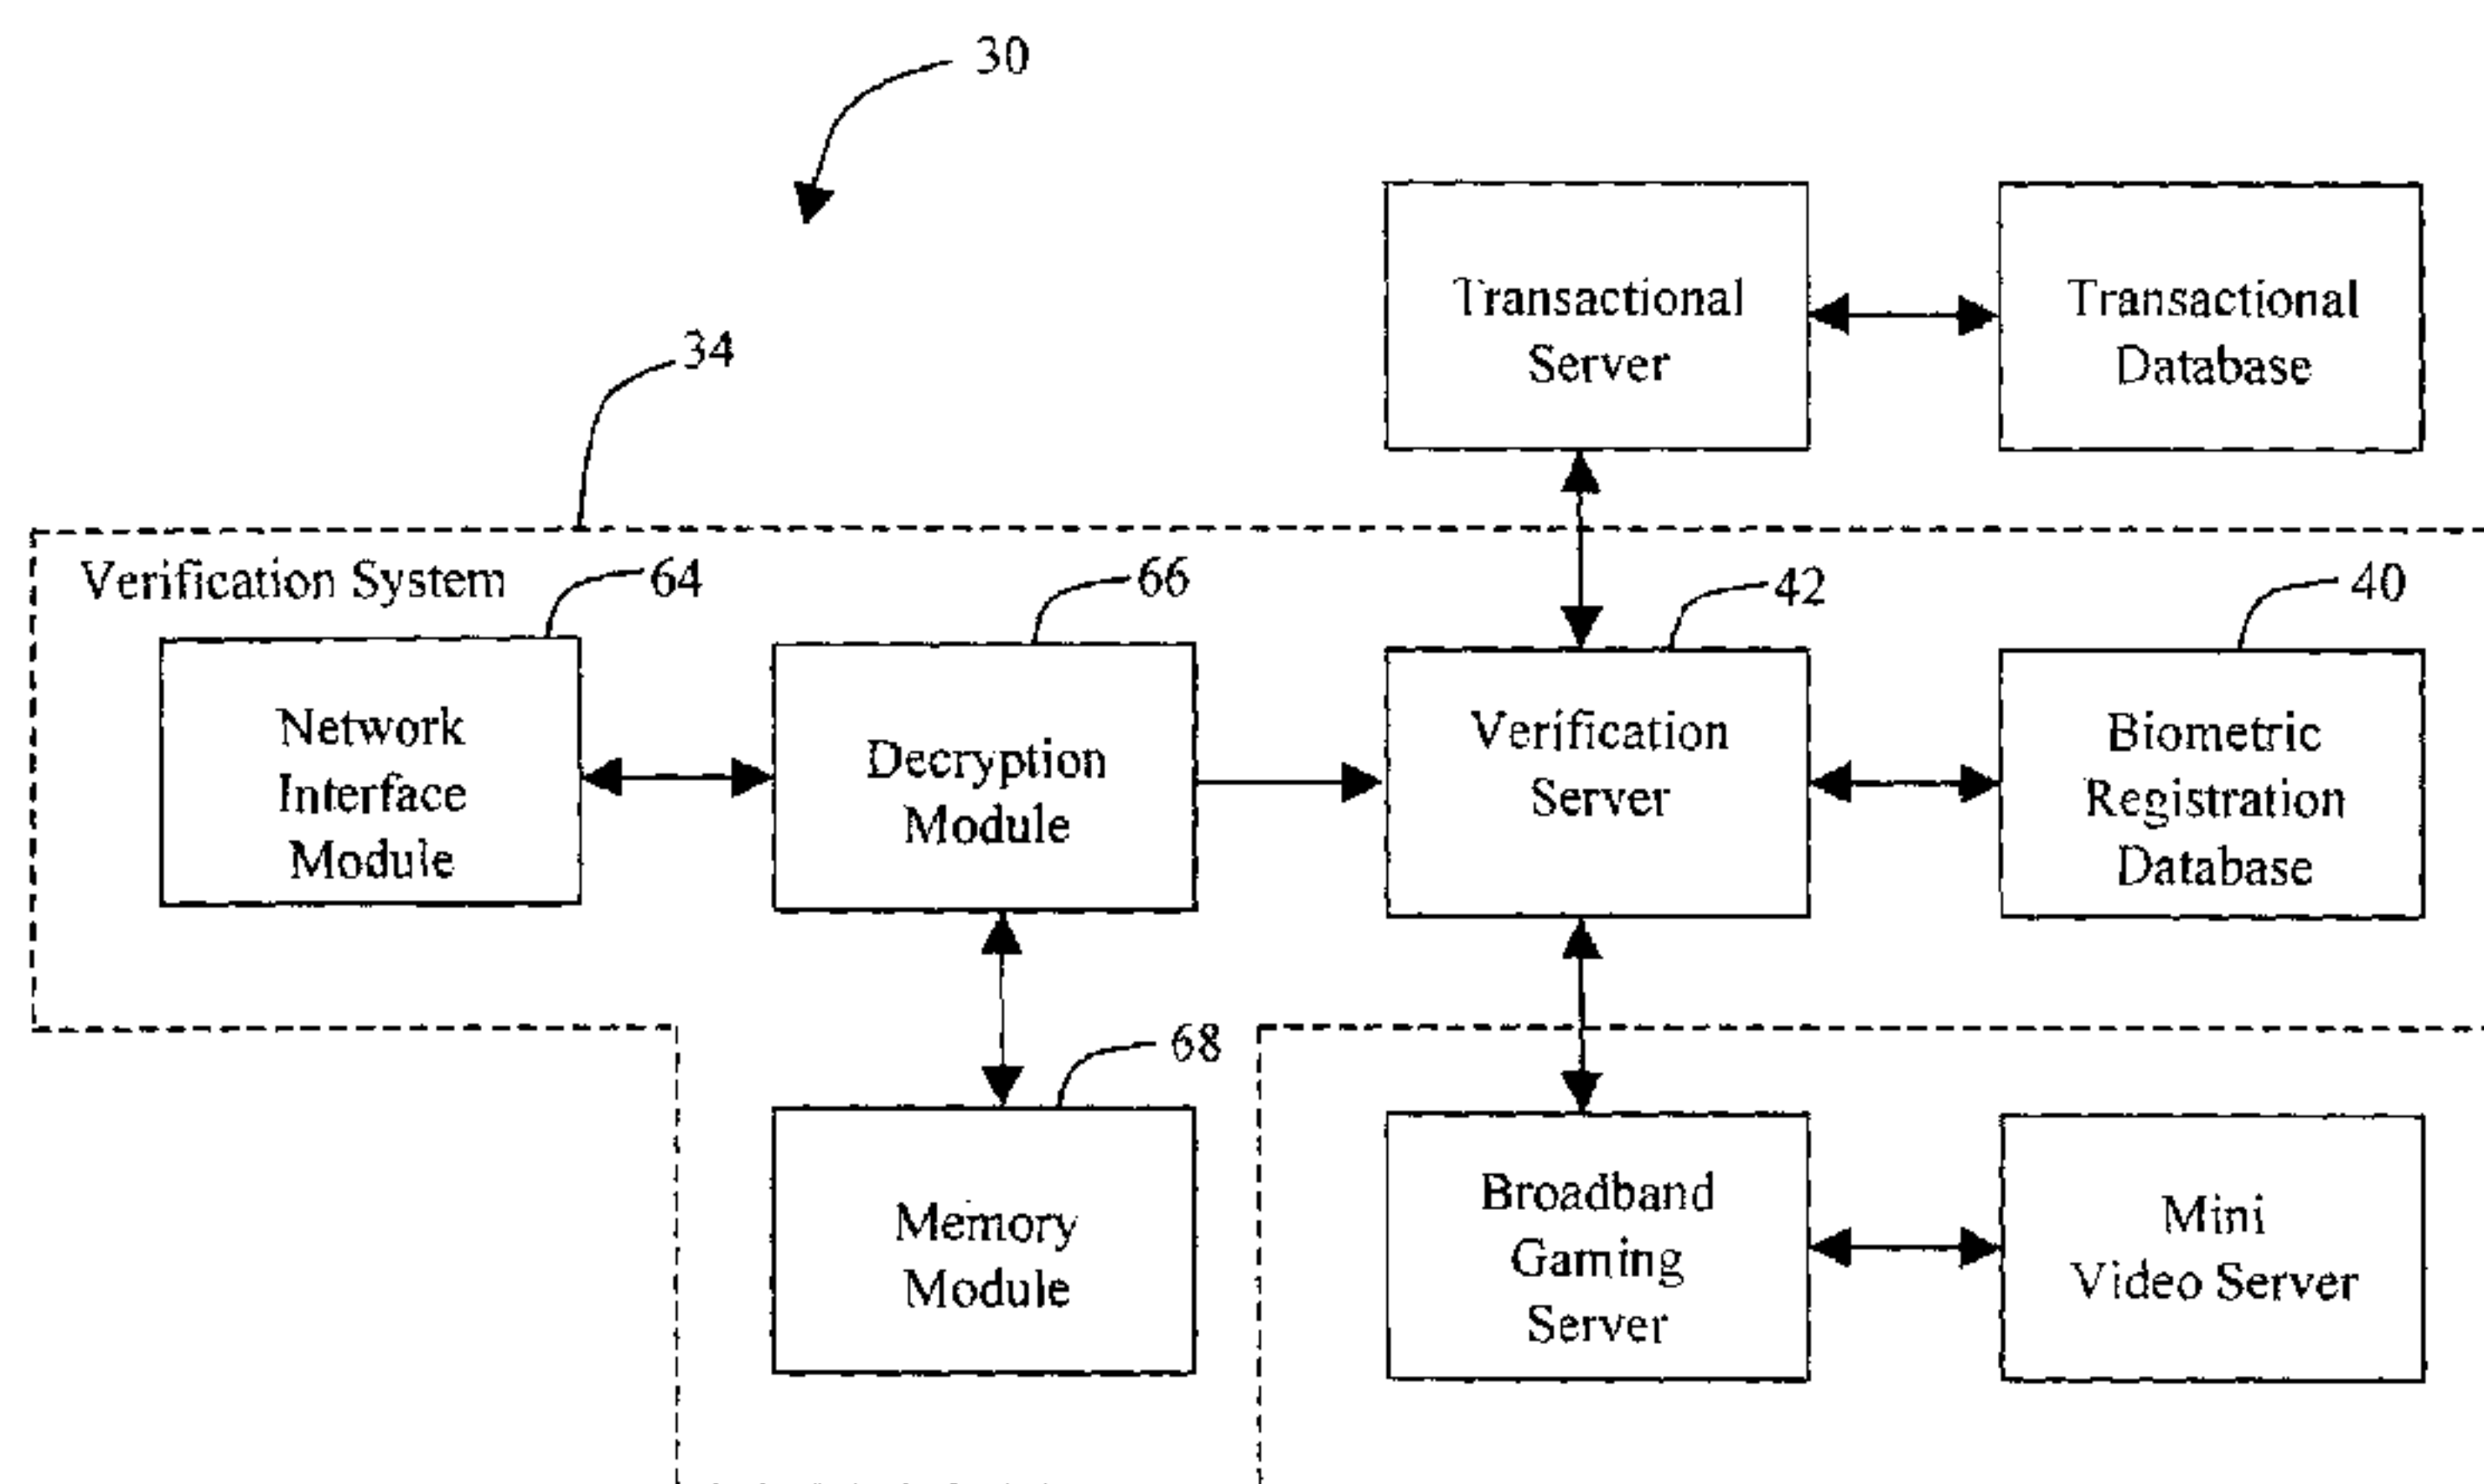 30
Transactional
Server
Transactional
Database
34
Verification System
64
66
42
40
Network
Interface
Module
Decryption
Module
Verification
Server
Biometric
Registration
Database
68
Memory
Module
Broadband
Gaming
Server
Mini
Video Server